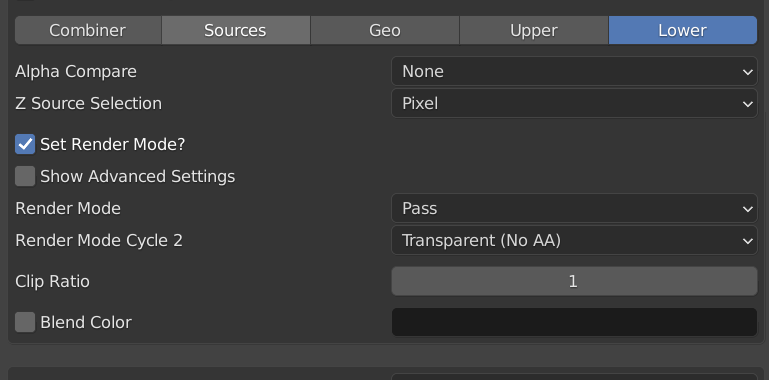 Combiner Sources Geo Upper Lower
Alpha Compare None
Z Source Selection Pixel
Set Render Mode?
Show Advanced Settings
Render Mode Pass
Render Mode Cycle 2 Transparent (No AA)
Clip Ratio 1
Blend Color